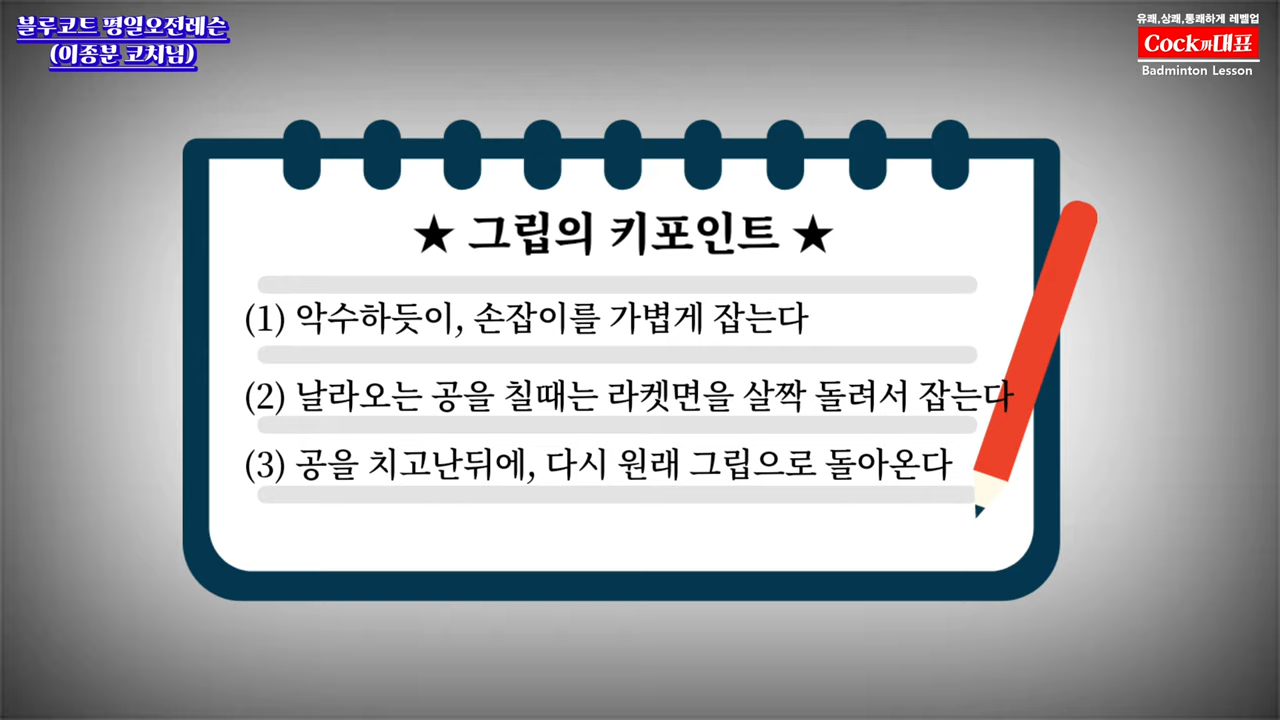 블루코트 평일오전레슨
(이종분 코치님)
유쾌,상쾌,통쾌하게 레벨업
Cock까대표
Badminton Lesson
★ 그립의 키포인트 ★
(1) 악수하듯이, 손잡이를 가볍게 잡는다
(2) 날라오는 공을 칠때는 라켓면을 살짝 돌려서 잡는다
(3) 공을 치고난뒤에, 다시 원래 그립으로 돌아온다